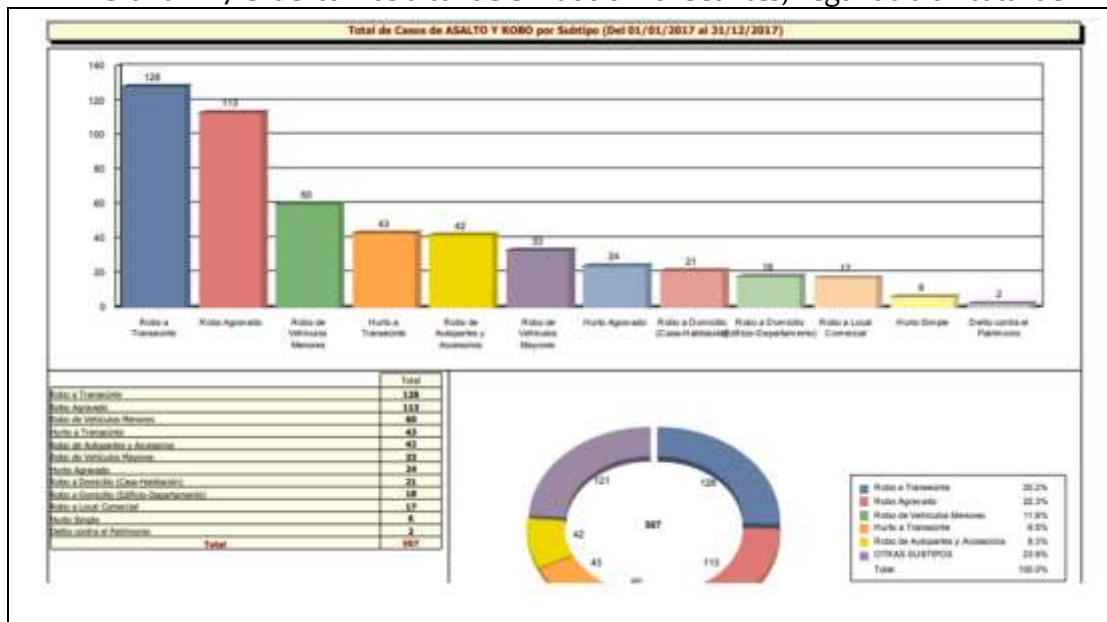 Total de Casos de ASALTO Y ROBO por Subtipo (Del 01/01/2017 al 31/12/2017)
140
120
100
80
60
40
20
0
128
113
60
43
42
33
24
21
18
17
6
2
Robo a Transeúnte
Robo Agravado
Robo de Vehículos Menores
Hurto a Transeúnte
Robo de Autopartes y Accesorios
Robo de Vehículos Mayores
Hurto Agravado
Robo a Domicilio (Casa-Habitación)
Robo a Domicilio (Edificio-Departamento)
Robo a Local Comercial
Hurto Simple
Delito contra el Patrimonio
Total
Robo a Transeúnte 128
Robo Agravado 113
Robo de Vehículos Menores 60
Hurto a Transeúnte 43
Robo de Autopartes y Accesorios 42
Robo de Vehículos Mayores 33
Hurto Agravado 24
Robo a Domicilio (Casa-Habitación) 21
Robo a Domicilio (Edificio-Departamento) 18
Robo a Local Comercial 17
Hurto Simple 6
Delito contra el Patrimonio 2
Total 507
121
128
42
507
43
113
Robo a Transeúnte 25.2%
Robo Agravado 22.3%
Robo de Vehículos Menores 11.8%
Hurto a Transeúnte 8.5%
Robo de Autopartes y Accesorios 8.3%
OTRAS SUBTIPOS 23.9%
Total: 100.0%